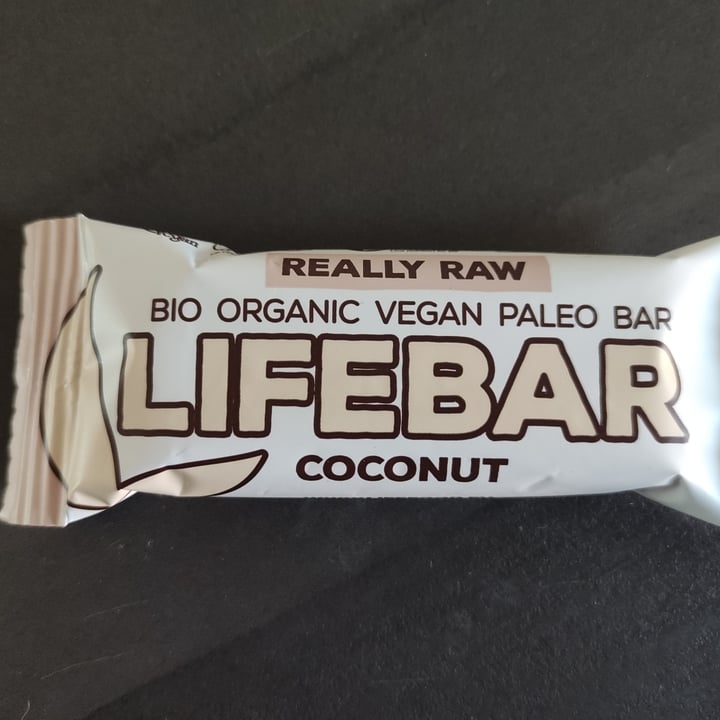 REALLY RAW
BIO ORGANIC VEGAN PALEO BAR
LIFEBAR
COCONUT